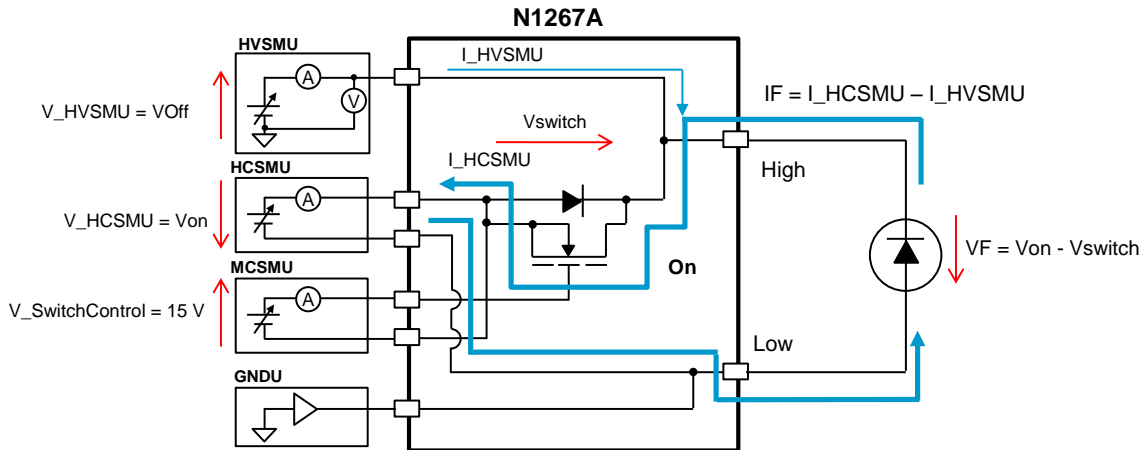 N1267A
HVSMU
A
V
V_HVSMU = VOff
I_HVSMU
IF = I_HCSMU – I_HVSMU
Vswitch
HCSMU
A
V_HCSMU = Von
I_HCSMU
High
On
VF = Von - Vswitch
MCSMU
A
V_SwitchControl = 15 V
Low
GNDU